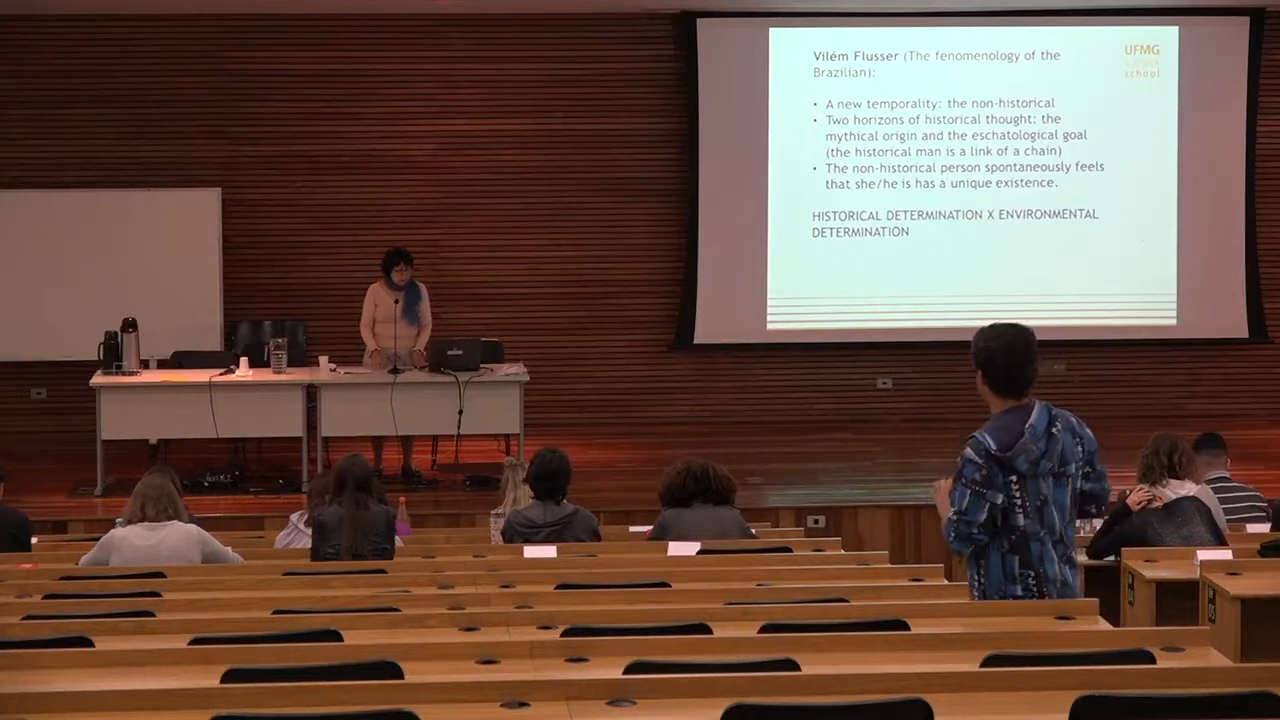 Vilém Flusser (The fenomenology of the
Brazilian):
UFMG
school
• A new temporality: the non-historical
• Two horizons of historical thought: the
mythical origin and the eschatological goal
(the historical man is a link of a chain)
• The non-historical person spontaneously feels
that she/he is has a unique existence.
HISTORICAL DETERMINATION X ENVIRONMENTAL
DETERMINATION